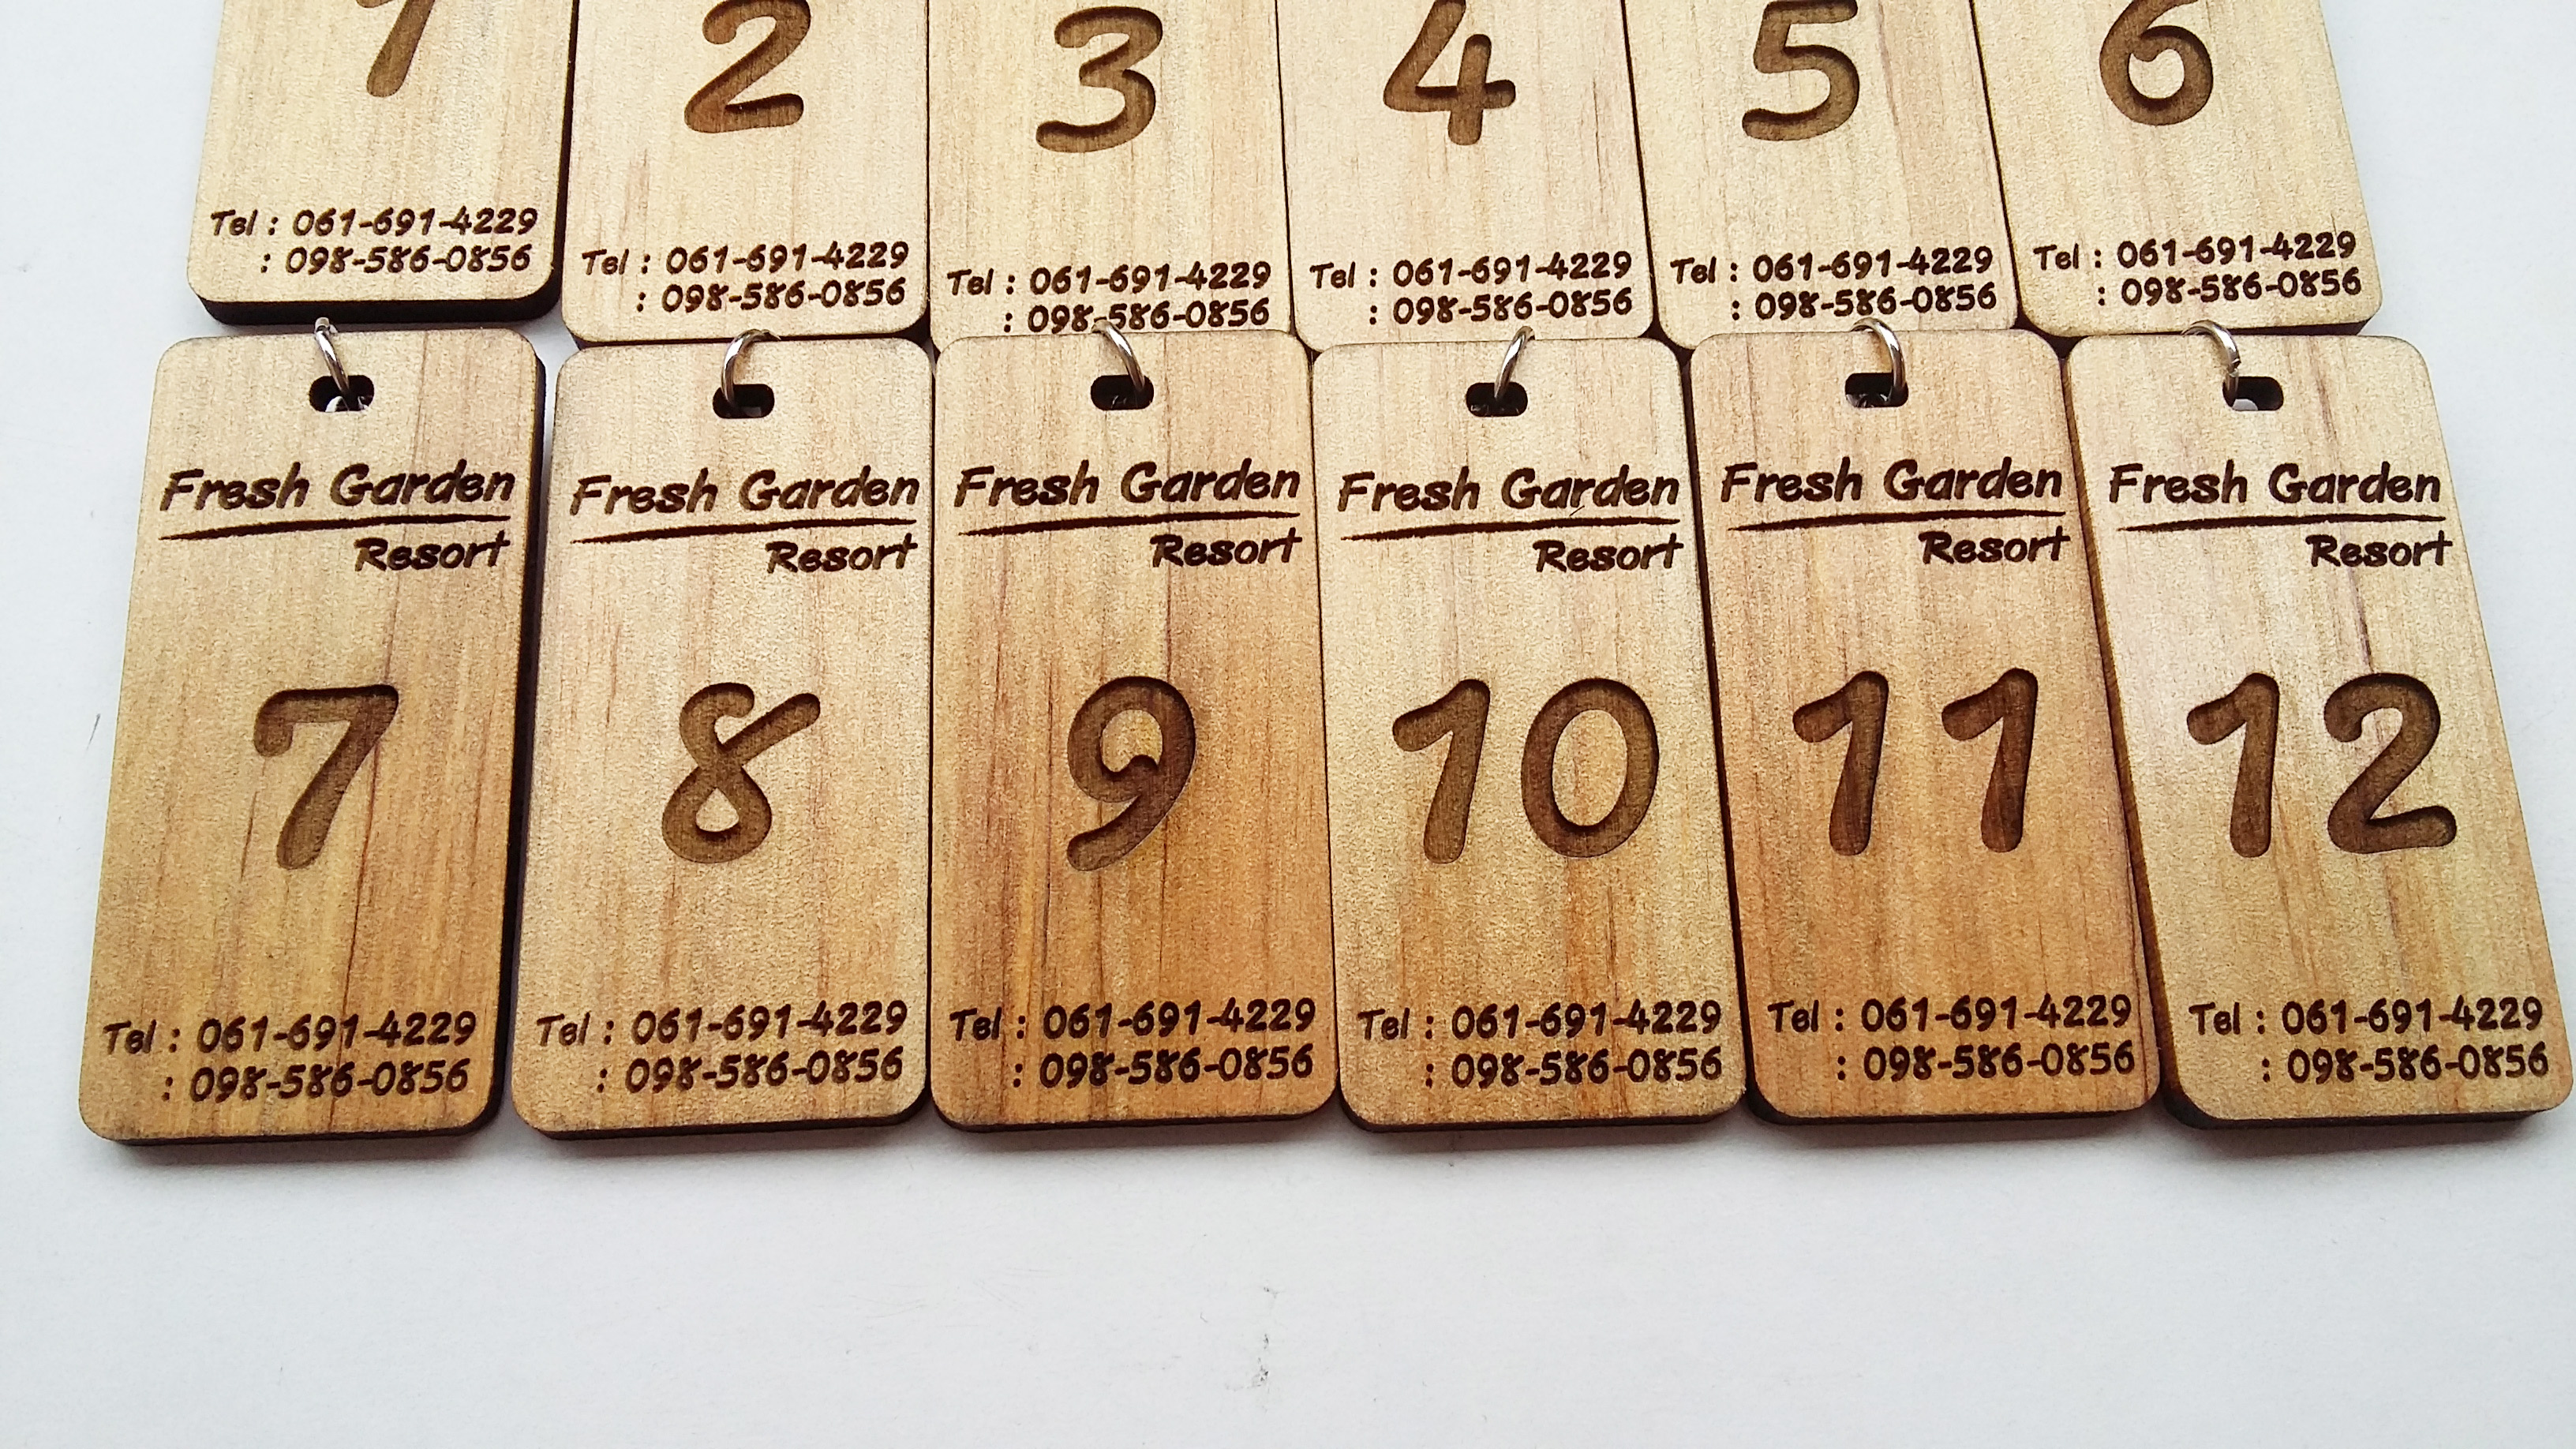 1
Tel : 061-691-4229
: 098-586-0856
2
Tel : 061-691-4229
: 098-586-0856
3
Tel : 061-691-4229
: 098-586-0856
4
Tel : 061-691-4229
: 098-586-0856
5
Tel : 061-691-4229
: 098-586-0856
6
Tel : 061-691-4229
: 098-586-0856
Fresh Garden
Resort
7
Tel : 061-691-4229
: 098-586-0856
Fresh Garden
Resort
8
Tel : 061-691-4229
: 098-586-0856
Fresh Garden
Resort
9
Tel : 061-691-4229
: 098-586-0856
Fresh Garden
Resort
10
Tel : 061-691-4229
: 098-586-0856
Fresh Garden
Resort
11
Tel : 061-691-4229
: 098-586-0856
Fresh Garden
Resort
12
Tel : 061-691-4229
: 098-586-0856